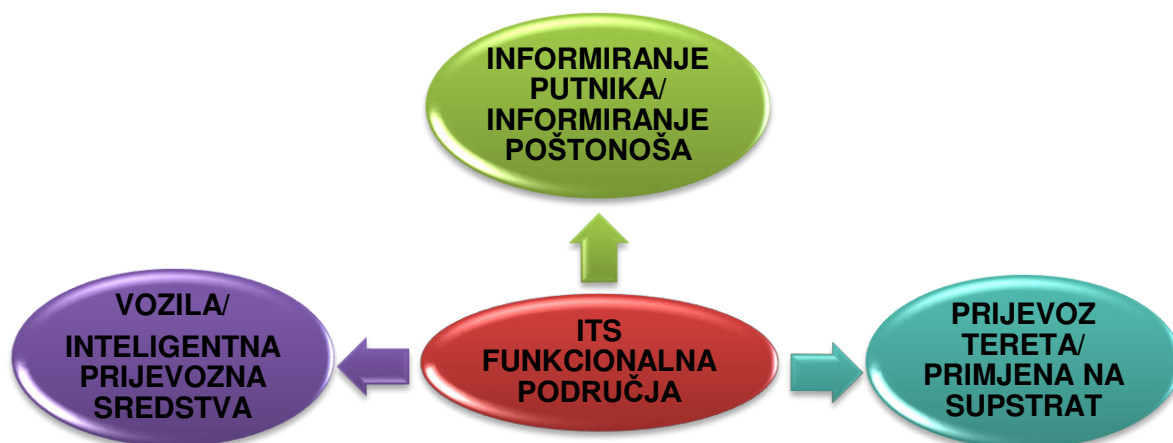 INFORMIRANJE
PUTNIKA/
INFORMIRANJE
POŠTONOŠA
VOZILA/
INTELIGENTNA
PRIJEVOZNA
SREDSTVA
ITS
FUNKCIONALNA
PODRUČJA
PRIJEVOZ
TERETA/
PRIMJENA NA
SUPSTRAT